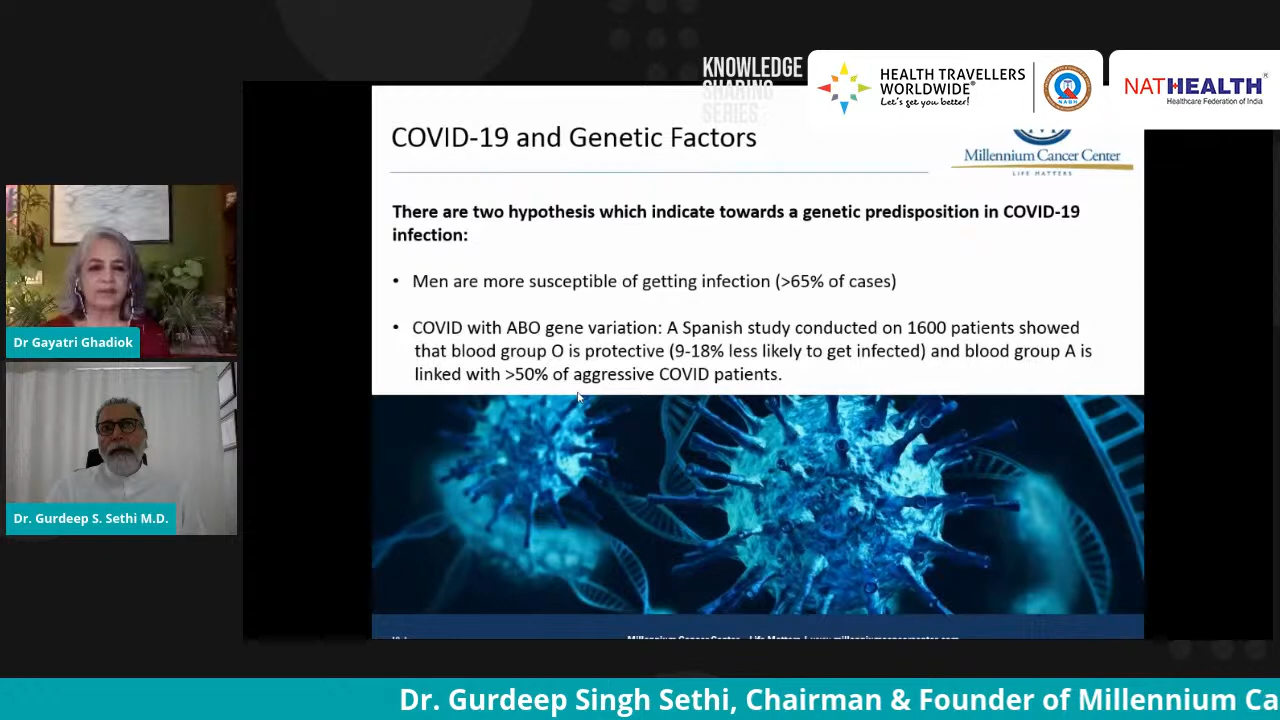 KNOWLEDGE
SHARING
SERIES
HEALTH TRAVELLERS
WORLDWIDE®
Let's get you better!
NABH
NATHEALTH®
Healthcare Federation of India
COVID-19 and Genetic Factors
Millennium Cancer Center
LIFE MATTERS
There are two hypothesis which indicate towards a genetic predisposition in COVID-19
infection:
• Men are more susceptible of getting infection (>65% of cases)
• COVID with ABO gene variation: A Spanish study conducted on 1600 patients showed
that blood group O is protective (9-18% less likely to get infected) and blood group A is
linked with >50% of aggressive COVID patients.
Dr Gayatri Ghadiok
Dr. Gurdeep S. Sethi M.D.
Dr. Gurdeep Singh Sethi, Chairman & Founder of Millennium Ca